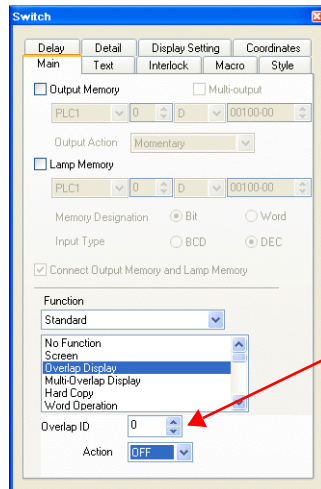 Switch
Delay Detail Display Setting Coordinates
Main Text Interlock Macro Style
Output Memory Multi-output
PLC1 0 D 00100-00
Output Action Momentary
Lamp Memory
PLC1 0 D 00100-00
Memory Designation Bit Word
Input Type BCD DEC
Connect Output Memory and Lamp Memory
Function
Standard
No Function
Screen
Overlap Display
Multi-Overlap Display
Hard Copy
Word Operation
Overlap ID 0
Action OFF